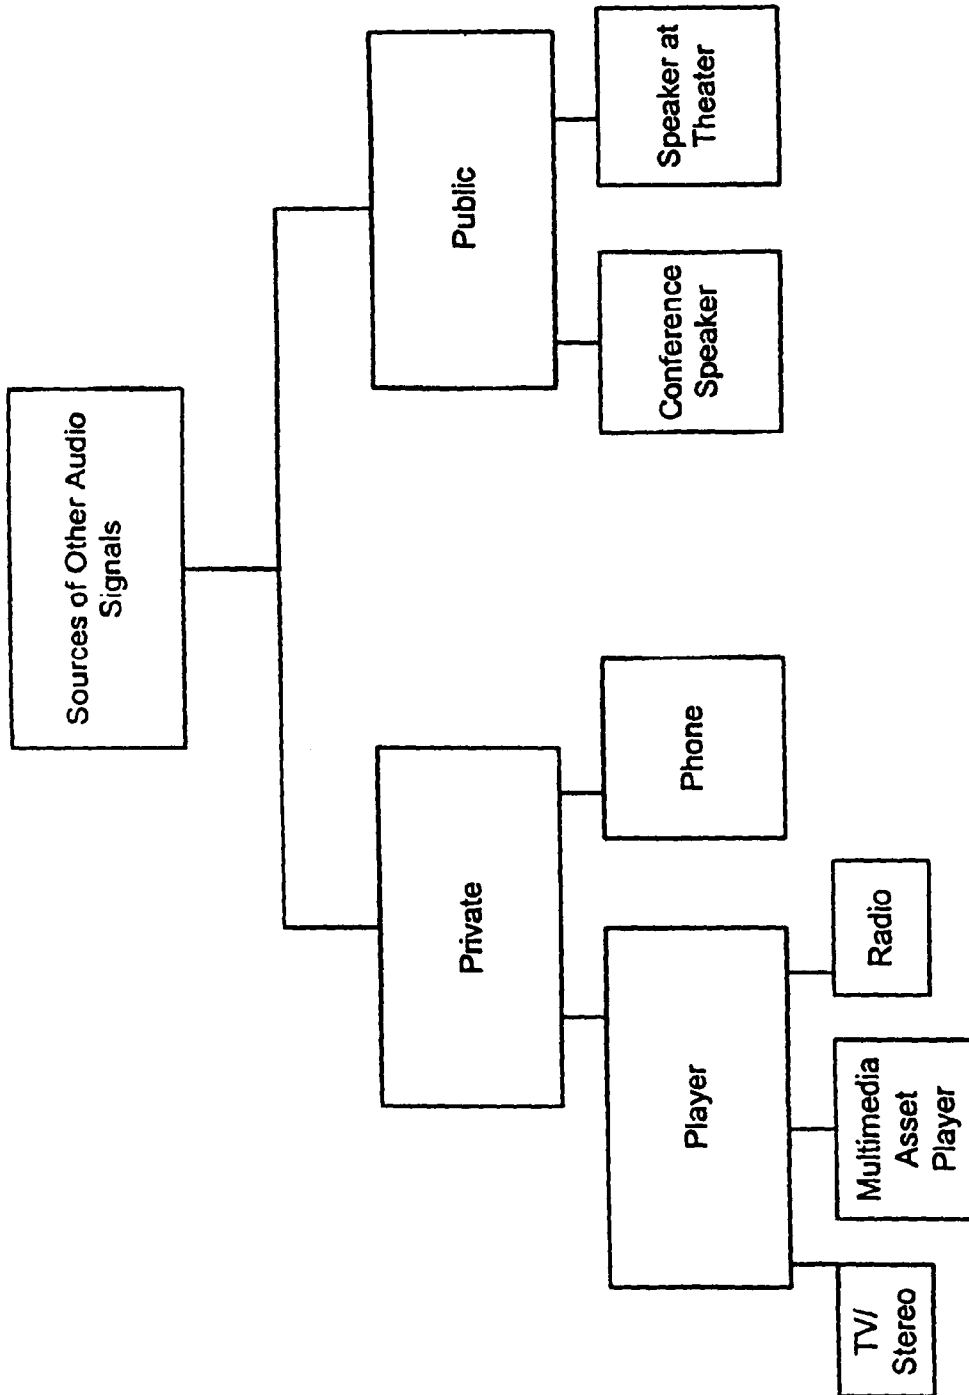 Sources of Other Audio
Signals
Private
Public
Player
Phone
Conference
Speaker
Speaker at
Theater
TV/
Stereo
Multimedia
Asset
Player
Radio